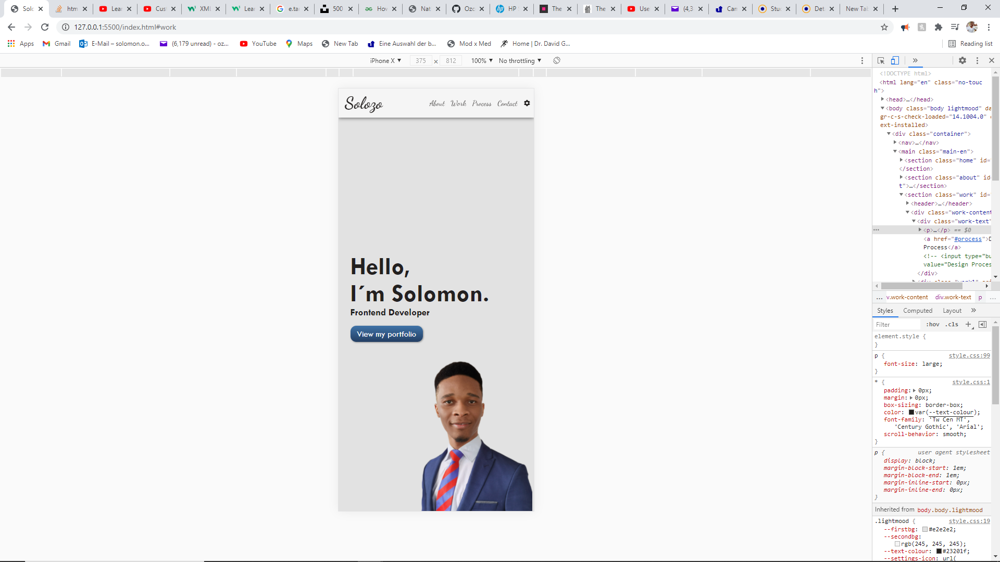 Solo
htm
Lear
Cus
XML
Lear
e.tar
500
How
Nat
Ozo
HP
The
The
Use
(4,3
Can
Stu
Det
New Tab
127.0.0.1:5500/index.html#work
Apps
Gmail
E-Mail – solomon.o...
(6,179 unread) - oz...
YouTube
Maps
New Tab
Eine Auswahl der b...
Mod x Med
Home | Dr. David G...
Reading list
iPhone X ▼ 375 × 812 100% ▼ No throttling ▼
Solozo
About Work Process Contact
Hello,
I´m Solomon.
Frontend Developer
View my portfolio
<!DOCTYPE html>
<html lang="en" class="no-touc
h">
<head>…</head>
<body class="body lightmood" da
gr-c-s-check-loaded="14.1004.0"
ext-installed>
<div class="container">
<nav>…</nav>
<main class="main-en">
<section class="home" id=
</section>
<section class="about" id
t">…</section>
<section class="work" id=
<header>…</header>
<div class="work-content
<div class="work-text"
<p>…</p> == $0
<a href="#process">D
Process</a>
<!-- <input type="bu
value="Design Proces
</div>
... v.work-content div.work-text p ...
Styles Computed Layout »
Filter :hov .cls +
element.style {
}
p { style.css:99
font-size: large;
}
* { style.css:1
padding: 0px;
margin: 0px;
box-sizing: border-box;
color: var(--text-colour);
font-family: 'Tw Cen MT',
'Century Gothic', 'Arial';
scroll-behavior: smooth;
}
p { user agent stylesheet
display: block;
margin-block-start: 1em;
margin-block-end: 1em;
margin-inline-start: 0px;
margin-inline-end: 0px;
}
Inherited from body.body.lightmood
.lightmood { style.css:19
--firstbg: #e2e2e2;
--secondbg:
rgb(245, 245, 245);
--text-colour: #23201f;
--settings-icon: url(